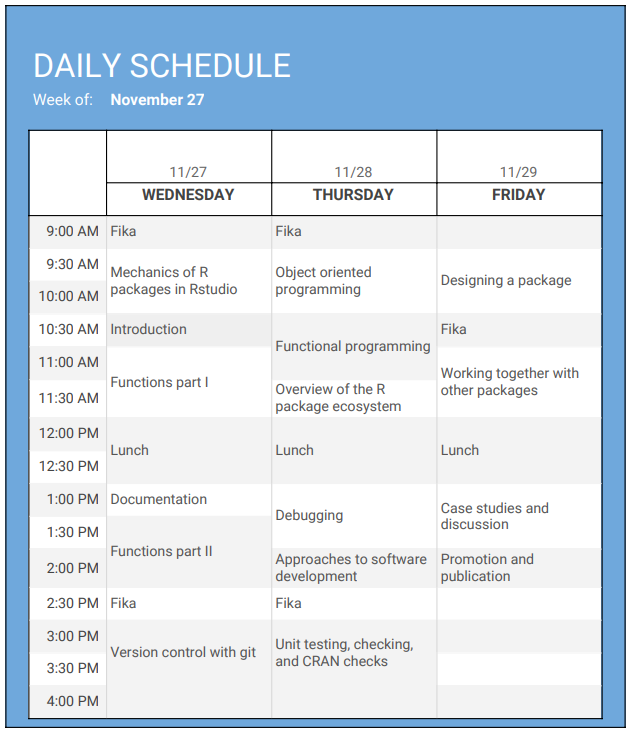 DAILY SCHEDULE
Week of: November 27
11/27 11/28 11/29
WEDNESDAY THURSDAY FRIDAY
9:00 AM Fika Fika
9:30 AM
Mechanics of R Object oriented
packages in Rstudio programming Designing a package
10:00 AM
10:30 AM Introduction Fika
Functional programming
11:00 AM
Functions part I Working together with
other packages
11:30 AM Overview of the R
package ecosystem
12:00 PM
Lunch Lunch Lunch
12:30 PM
1:00 PM Documentation
Debugging Case studies and
discussion
1:30 PM
Functions part II
2:00 PM Approaches to software Promotion and
development publication
2:30 PM Fika Fika
3:00 PM
Version control with git Unit testing, checking,
and CRAN checks
3:30 PM
4:00 PM